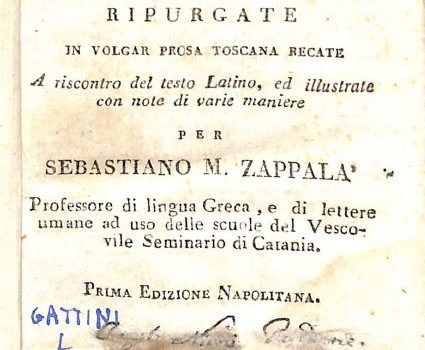 RIPURGATE
IN VOLGAR PROSA TOSCANA RECATE
A riscontro del testo Latino, ed illustrate
con note di varie maniere
PER
SEBASTIANO M. ZAPPALA'
Professore di lingua Greca, e di lettere
umane ad uso delle scuole del Vesco-
vile Seminario di Catania.
PRIMA EDIZIONE NAPOLITANA.
GATTINI
L